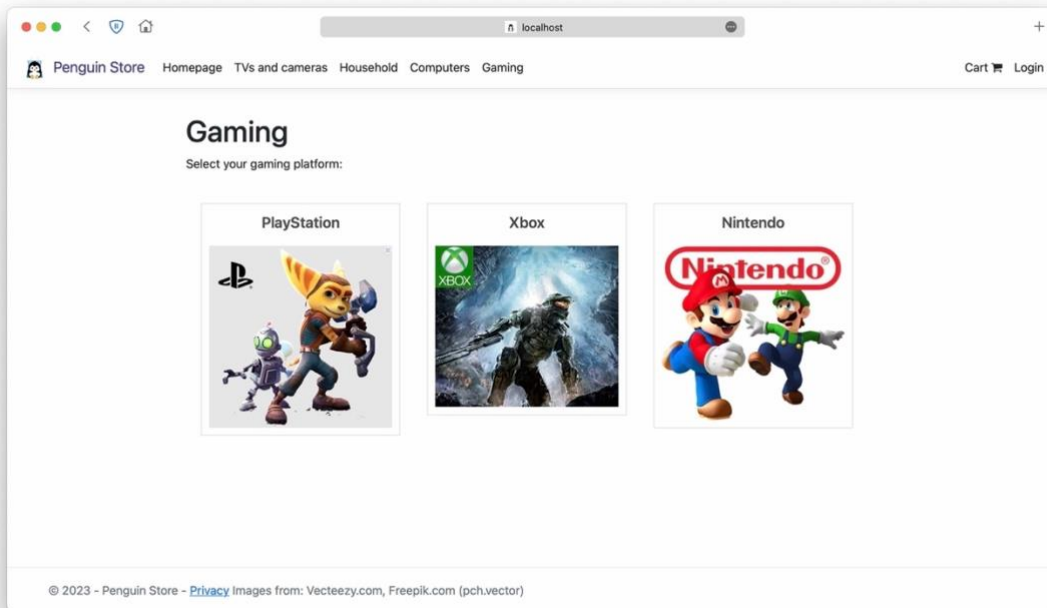 localhost
Penguin Store Homepage TVs and cameras Household Computers Gaming Cart Login
Gaming
Select your gaming platform:
PlayStation Xbox Nintendo
XBOX
Nintendo®
M
© 2023 - Penguin Store - Privacy Images from: Vecteezy.com, Freepik.com (pch.vector)